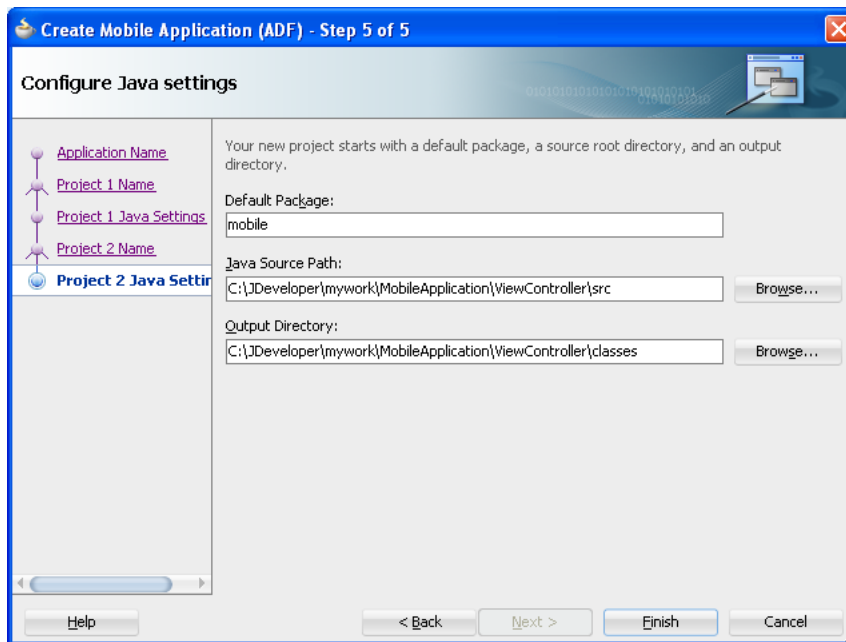 Create Mobile Application (ADF) - Step 5 of 5
Configure Java settings
Application Name
Project 1 Name
Project 1 Java Settings
Project 2 Name
Project 2 Java Settin
Your new project starts with a default package, a source root directory, and an output
directory.
Default Package:
mobile
Java Source Path:
C:\JDeveloper\mywork\MobileApplication\ViewController\src
Browse...
Output Directory:
C:\JDeveloper\mywork\MobileApplication\ViewController\classes
Browse...
Help
< Back
Next >
Finish
Cancel